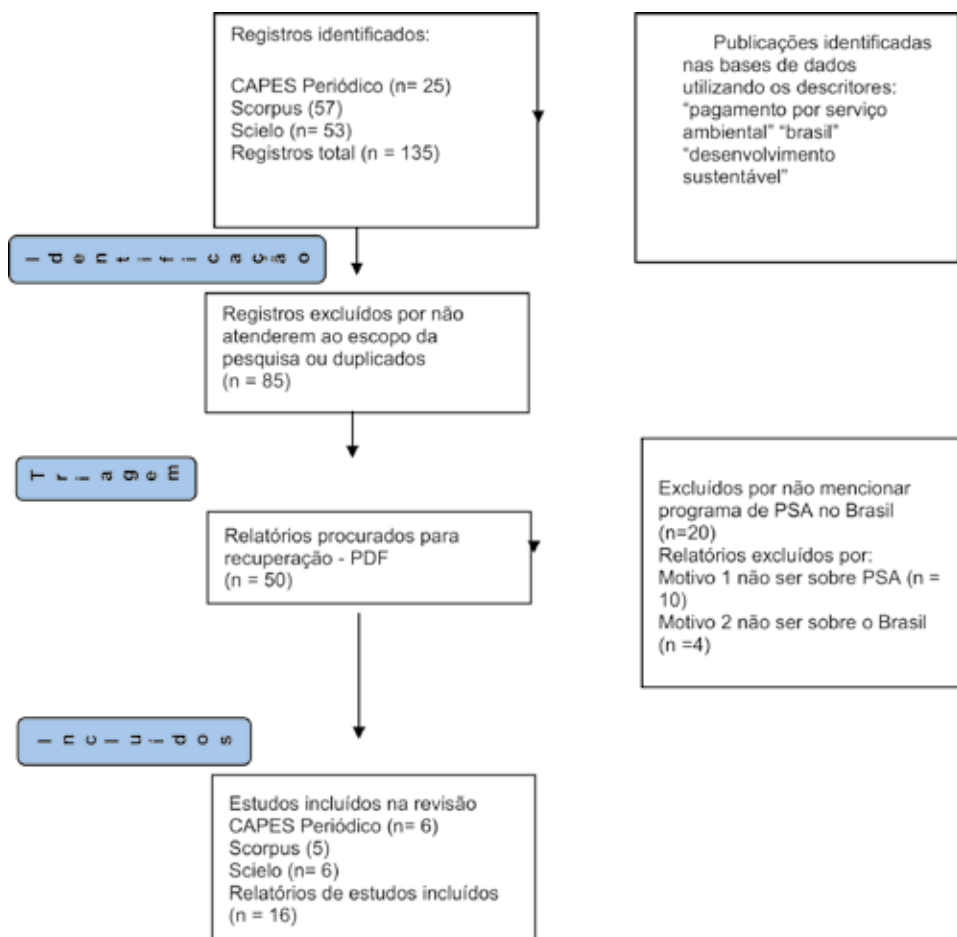 Registros identificados:
CAPES Periódico (n= 25)
Scorpus (57)
Scielo (n= 53)
Registros total (n = 135)
Publicações identificadas
nas bases de dados
utilizando os descritores:
“pagamento por serviço
ambiental” “brasil”
“desenvolvimento
sustentável”
Identificação
Registros excluídos por não
atenderem ao escopo da
pesquisa ou duplicados
(n = 85)
Triagem
Relatórios procurados para
recuperação - PDF
(n = 50)
Excluídos por não mencionar
programa de PSA no Brasil
(n=20)
Relatórios excluídos por:
Motivo 1 não ser sobre PSA (n =
10)
Motivo 2 não ser sobre o Brasil
(n =4)
Incluidos
Estudos incluídos na revisão
CAPES Periódico (n= 6)
Scorpus (5)
Scielo (n= 6)
Relatórios de estudos incluídos
(n = 16)